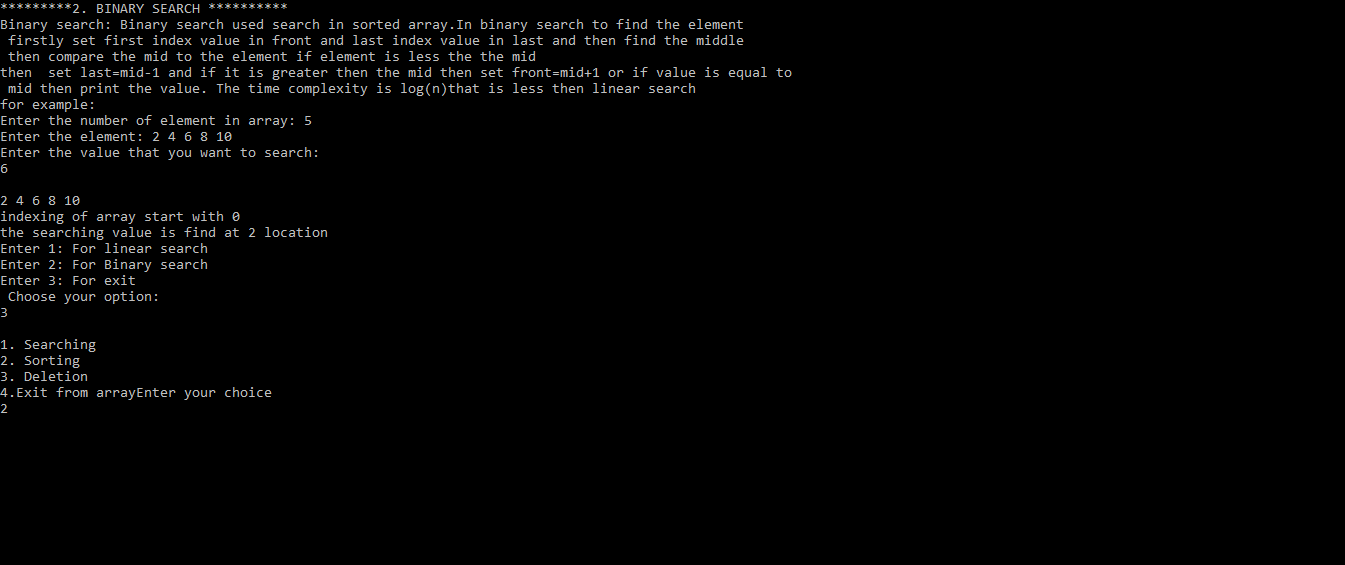 *********2. BINARY SEARCH **********
Binary search: Binary search used search in sorted array.In binary search to find the element
 firstly set first index value in front and last index value in last and then find the middle
 then compare the mid to the element if element is less the the mid
then  set last=mid-1 and if it is greater then the mid then set front=mid+1 or if value is equal to
 mid then print the value. The time complexity is log(n)that is less then linear search
for example:
Enter the number of element in array: 5
Enter the element: 2 4 6 8 10
Enter the value that you want to search:
6

2 4 6 8 10
indexing of array start with 0
the searching value is find at 2 location
Enter 1: For linear search
Enter 2: For Binary search
Enter 3: For exit
 Choose your option:
3

1. Searching
2. Sorting
3. Deletion
4.Exit from arrayEnter your choice
2